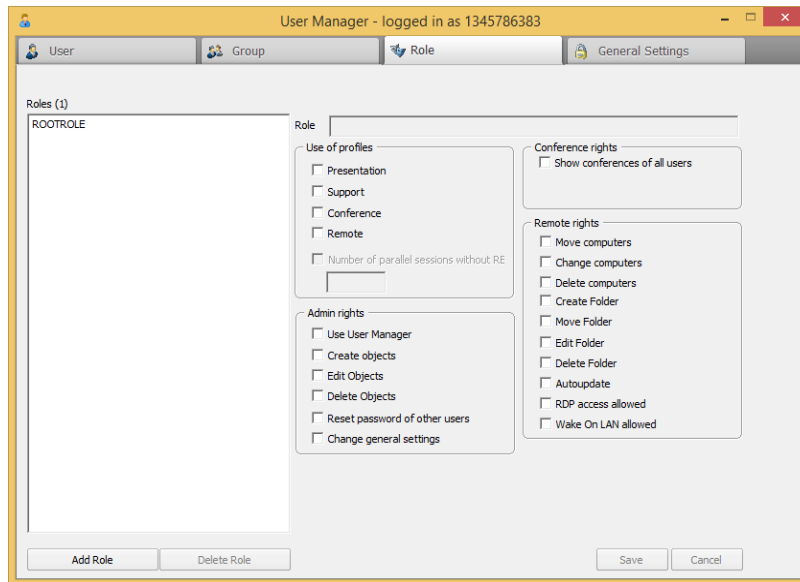 User Manager - logged in as 1345786383
User
Group
Role
General Settings
Roles (1)
ROOTROLE
Role
Use of profiles
Presentation
Support
Conference
Remote
Number of parallel sessions without RE
Admin rights
Use User Manager
Create objects
Edit Objects
Delete Objects
Reset password of other users
Change general settings
Conference rights
Show conferences of all users
Remote rights
Move computers
Change computers
Delete computers
Create Folder
Move Folder
Edit Folder
Delete Folder
Autoupdate
RDP access allowed
Wake On LAN allowed
Add Role
Delete Role
Save
Cancel